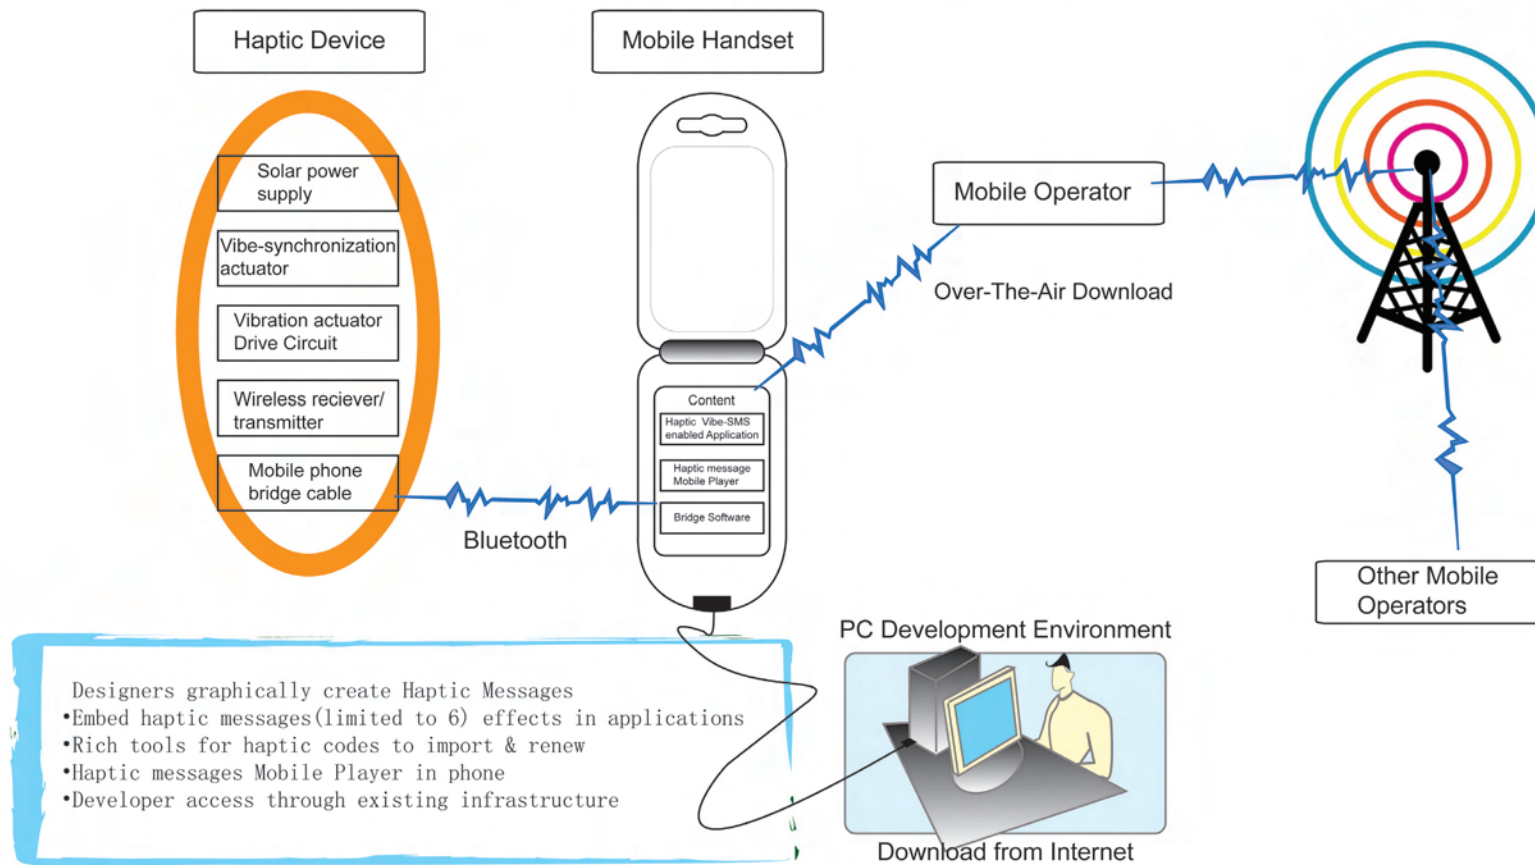 Haptic Device
Solar power
supply
Vibe-synchronization
actuator
Vibration actuator
Drive Circuit
Wireless reciever/
transmitter
Mobile phone
bridge cable
Bluetooth
Mobile Handset
Content
Haptic Vibe-SMS
enabled Application
Haptic message
Mobile Player
Bridge Software
Mobile Operator
Over-The-Air Download
Other Mobile
Operators
Designers graphically create Haptic Messages
•Embed haptic messages(limited to 6) effects in applications
•Rich tools for haptic codes to import & renew
•Haptic messages Mobile Player in phone
•Developer access through existing infrastructure
PC Development Environment
Download from Internet